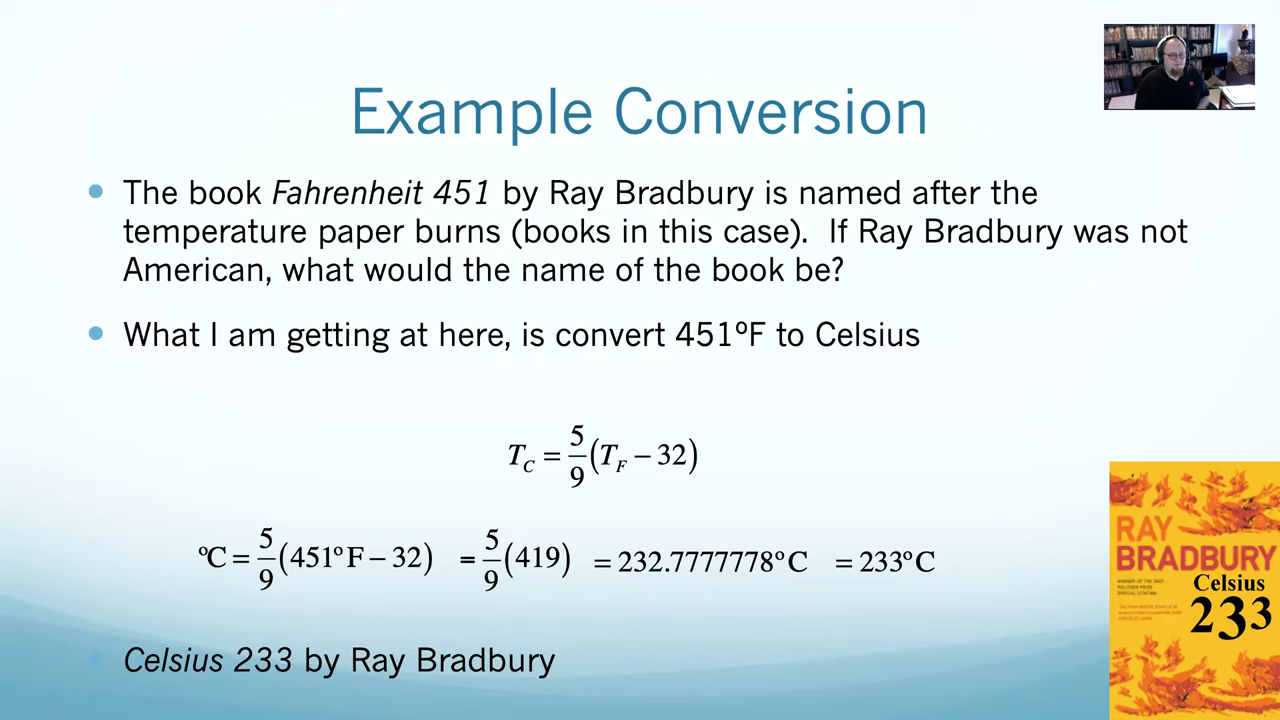 Example Conversion
• The book Fahrenheit 451 by Ray Bradbury is named after the
temperature paper burns (books in this case). If Ray Bradbury was not
American, what would the name of the book be?
• What I am getting at here, is convert 451ºF to Celsius
T_C = 5/9 (T_F − 32)
ºC = 5/9 (451º F − 32) = 5/9 (419) = 232.7777778º C = 233º C
• Celsius 233 by Ray Bradbury
RAY
BRADBURY
Celsius
233